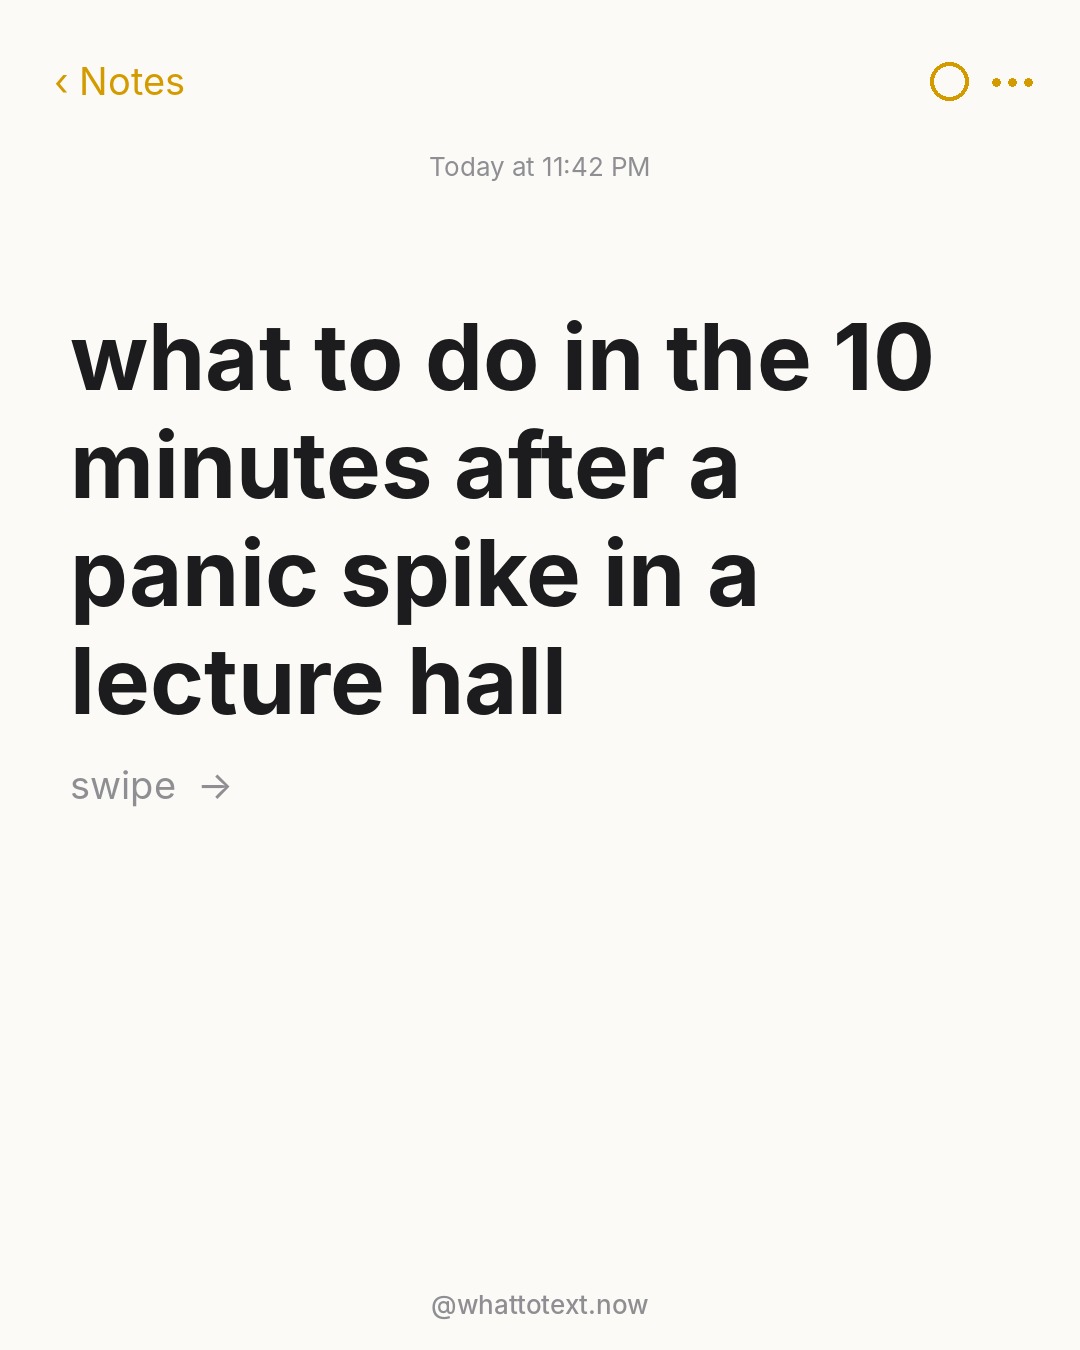 ‹ Notes
Today at 11:42 PM
what to do in the 10
minutes after a
panic spike in a
lecture hall
swipe →
@whattotext.now